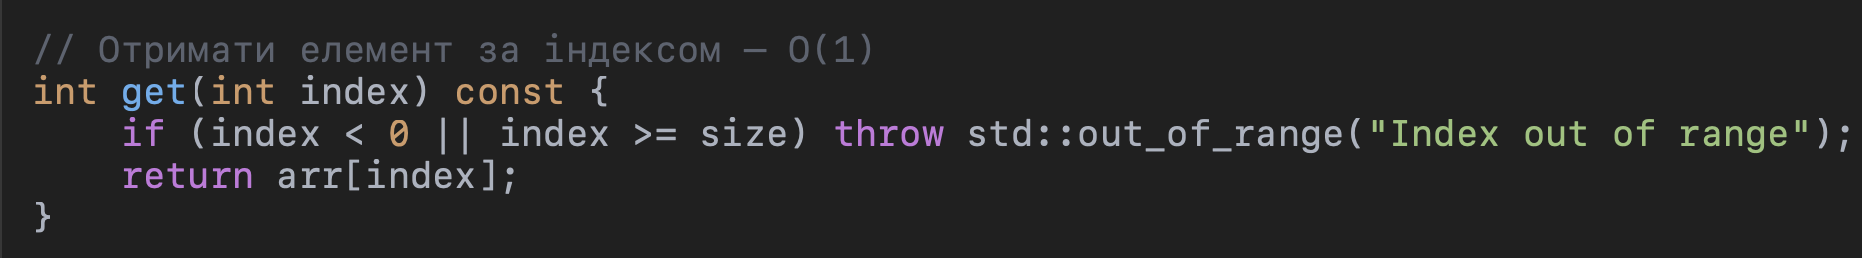 // Отримати елемент за індексом — O(1)
int get(int index) const {
    if (index < 0 || index >= size) throw std::out_of_range("Index out of range");
    return arr[index];
}